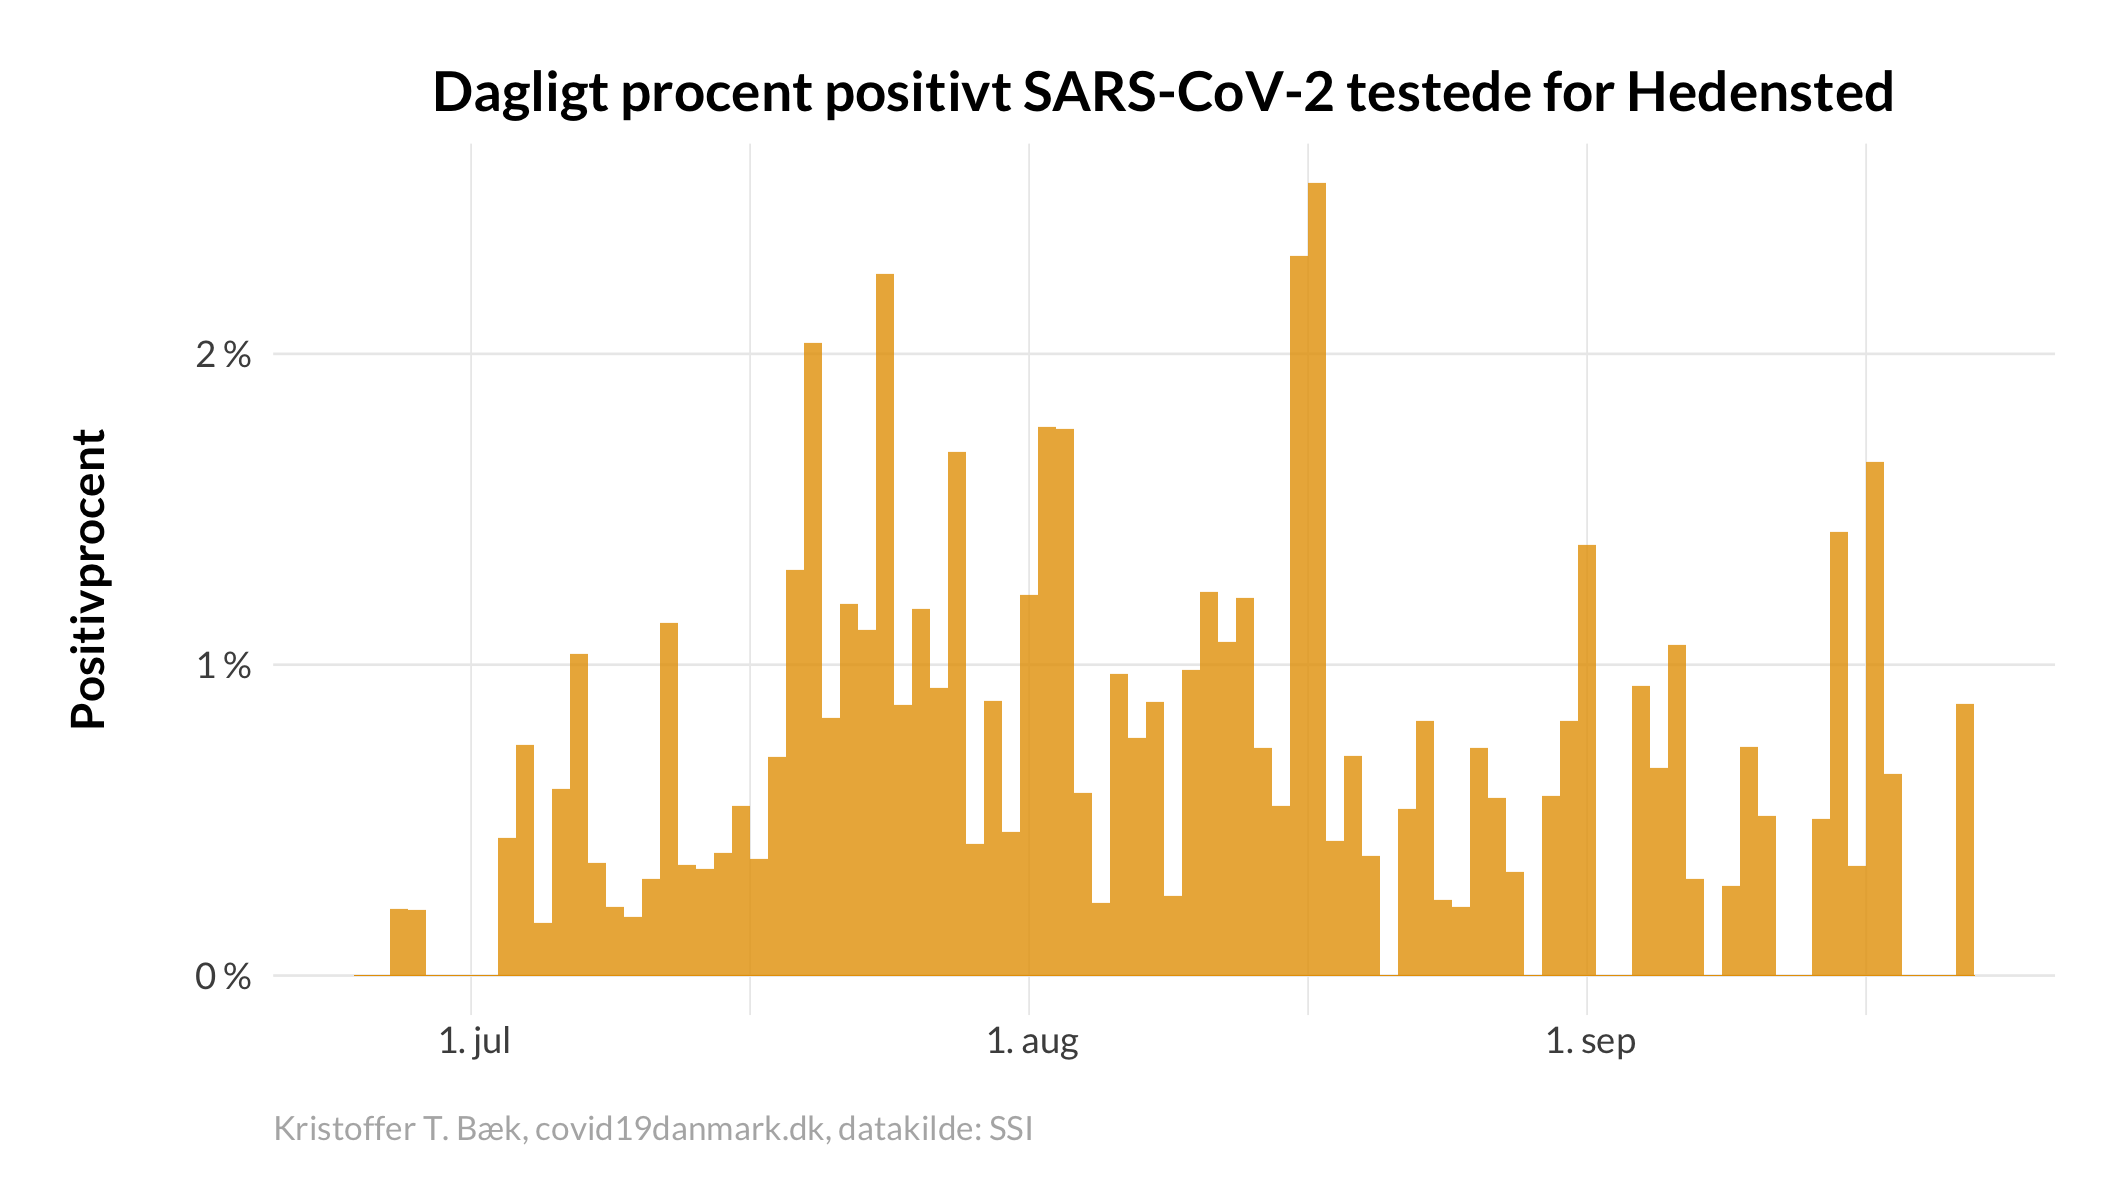 Dagligt procent positivt SARS-CoV-2 testede for Hedensted
Positivprocent
2 %
1 %
0 %
1. jul
1. aug
1. sep
Kristoffer T. Bæk, covid19danmark.dk, datakilde: SSI